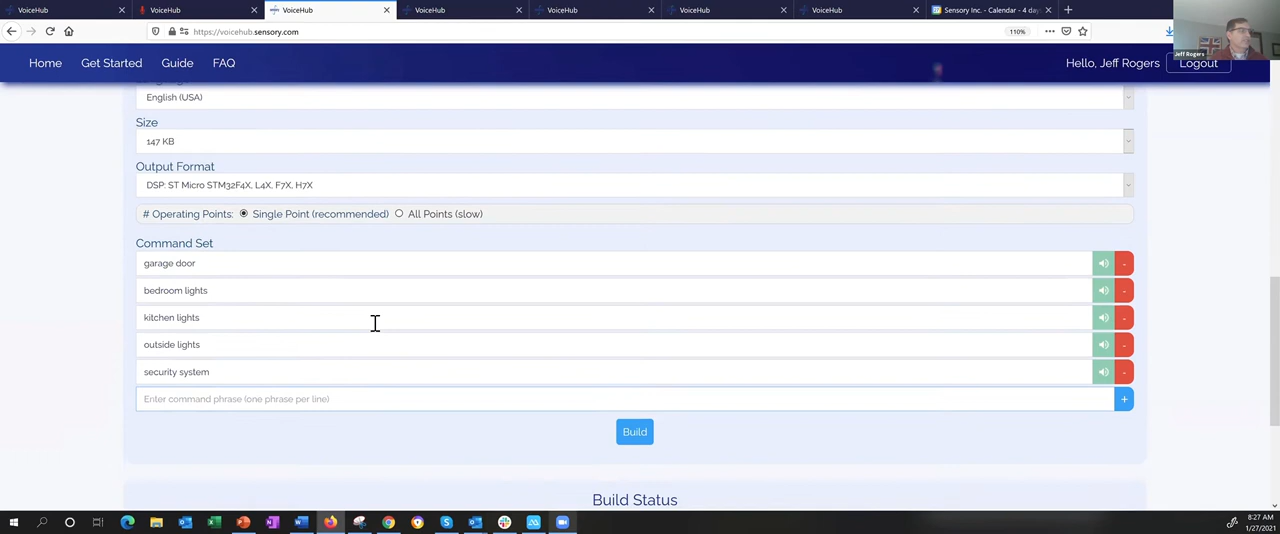 VoiceHub
VoiceHub
VoiceHub
VoiceHub
VoiceHub
VoiceHub
VoiceHub
Sensory Inc. - Calendar - 4 day
https://voicehub.sensory.com
110%
Jeff Rogers
Home
Get Started
Guide
FAQ
Hello, Jeff Rogers
Logout
English (USA)
Size
147 KB
Output Format
DSP: ST Micro STM32F4X, L4X, F7X, H7X
# Operating Points: Single Point (recommended) All Points (slow)
Command Set
garage door
bedroom lights
kitchen lights
outside lights
security system
Enter command phrase (one phrase per line)
Build
Build Status
8:27 AM
1/27/2021